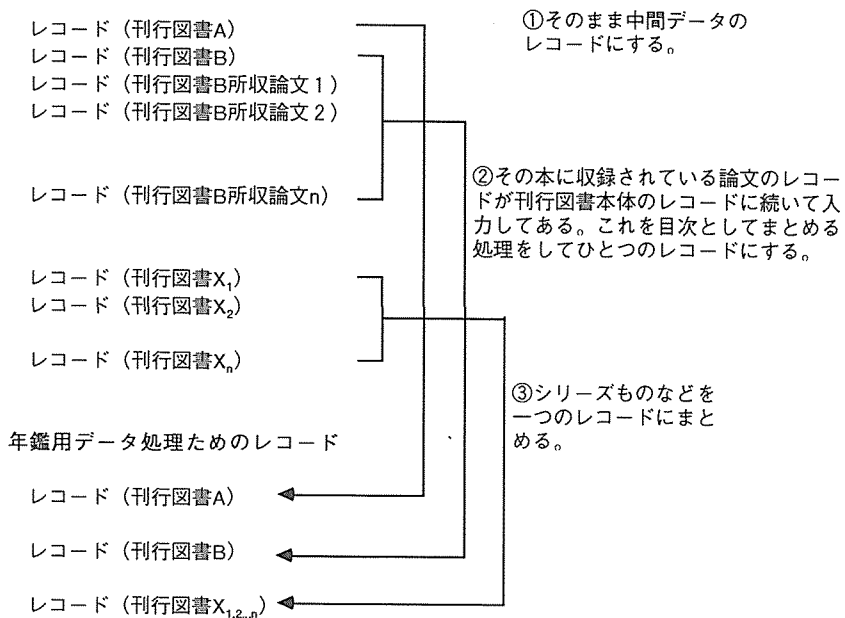 レコード（刊行図書A）
レコード（刊行図書B）
レコード（刊行図書B所収論文1）
レコード（刊行図書B所収論文2）
レコード（刊行図書B所収論文n）
レコード（刊行図書X₁）
レコード（刊行図書X₂）
レコード（刊行図書Xₙ）
①そのまま中間データの
レコードにする。
②その本に収録されている論文のレコー
ドが刊行図書本体のレコードに続いて入
力してある。これを目次としてまとめる
処理をしてひとつのレコードにする。
③シリーズものなどを
一つのレコードにまと
める。
年鑑用データ処理ためのレコード
レコード（刊行図書A）
レコード（刊行図書B）
レコード（刊行図書X1,2...n）